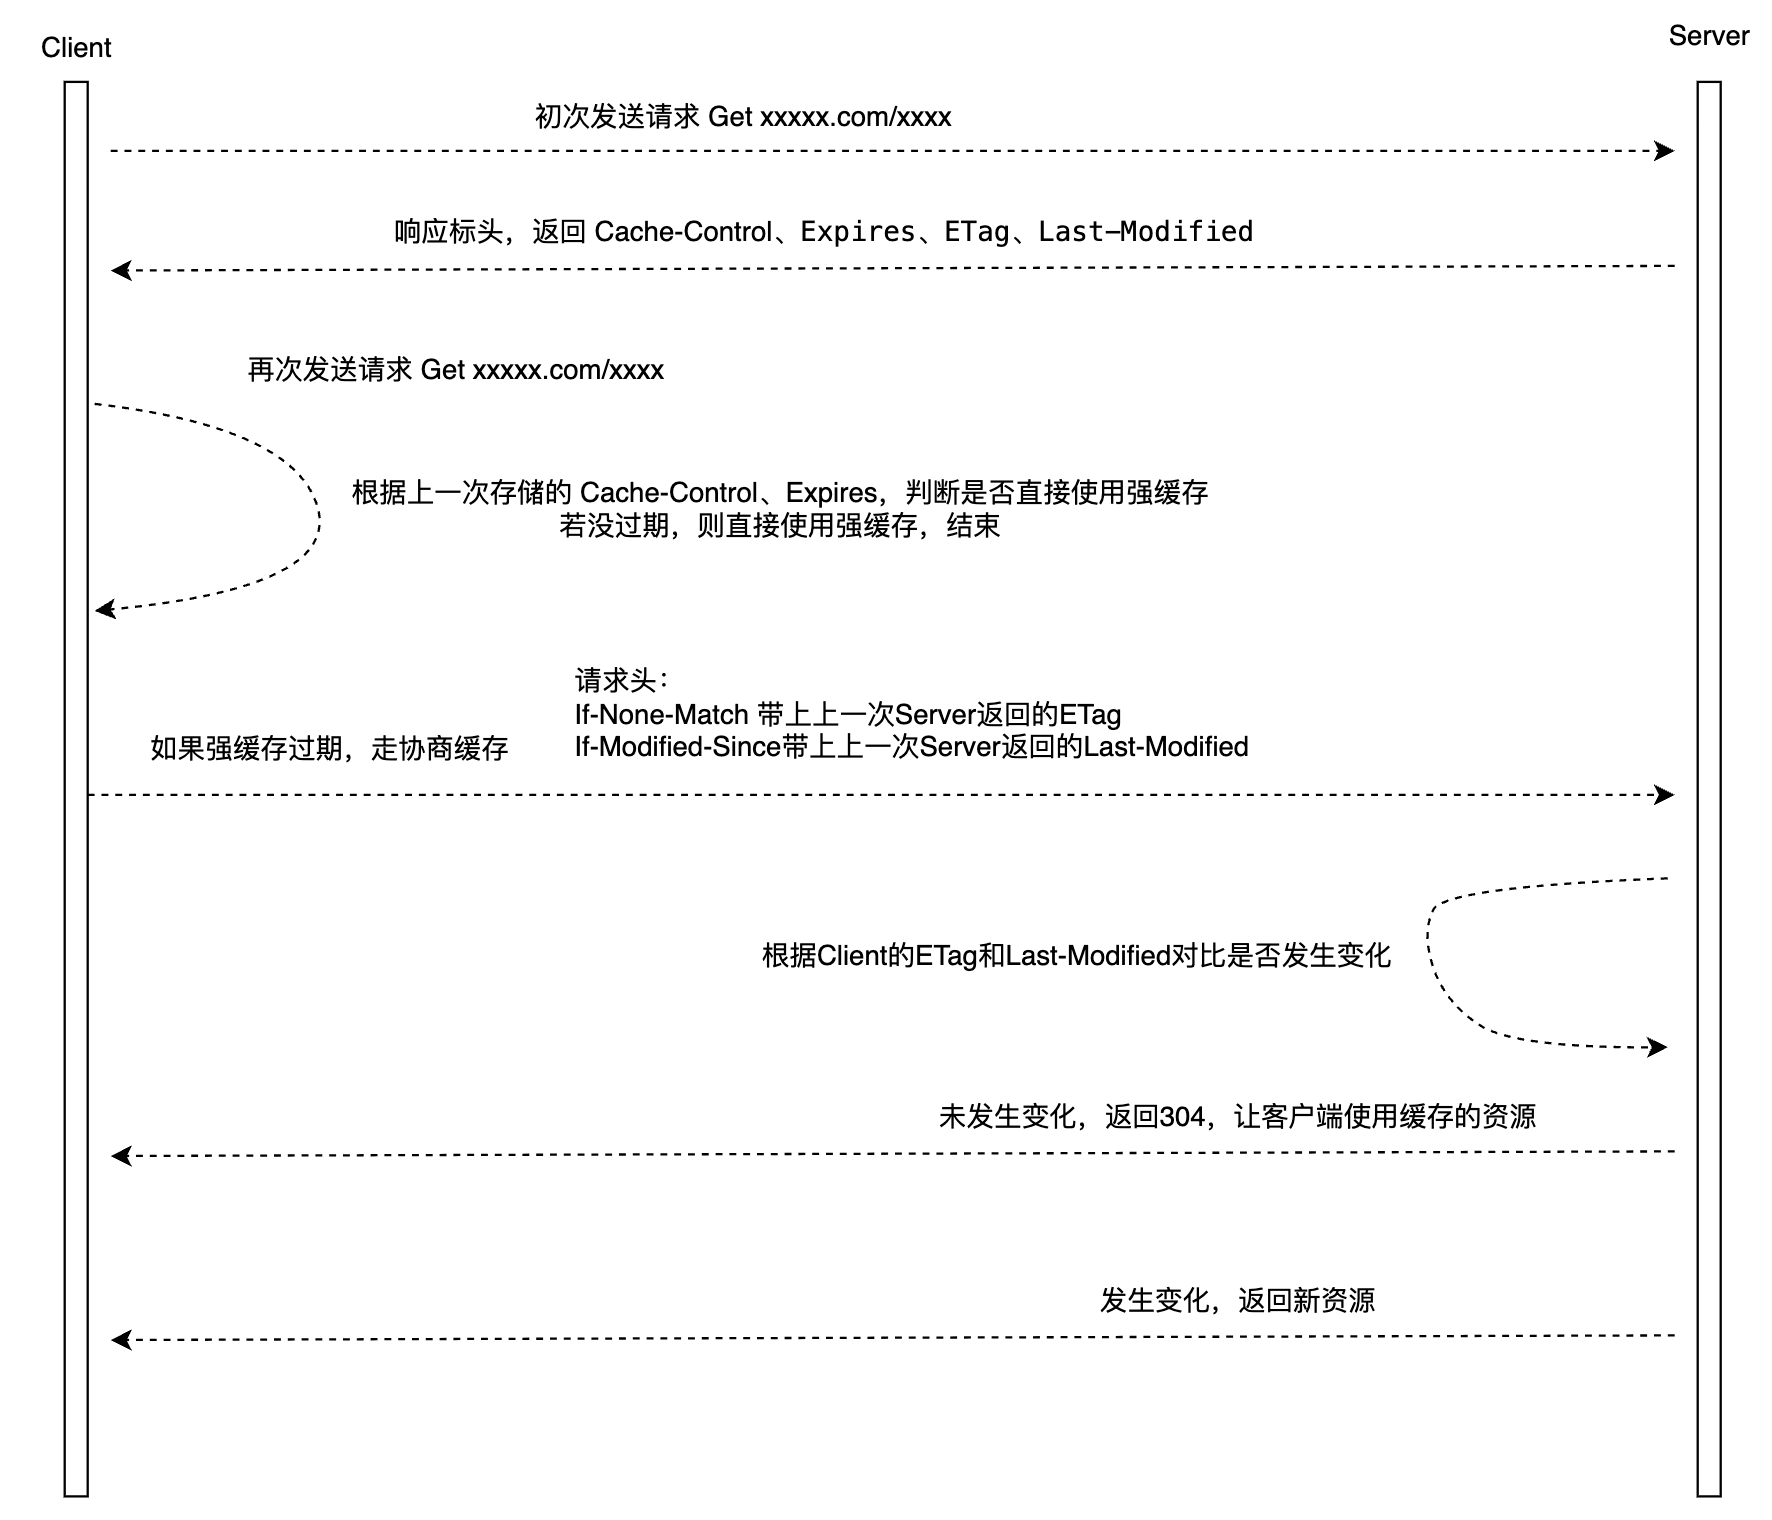 Client
Server
初次发送请求 Get xxxxx.com/xxxx
响应标头，返回 Cache-Control、Expires、ETag、Last-Modified
再次发送请求 Get xxxxx.com/xxxx
根据上一次存储的 Cache-Control、Expires，判断是否直接使用强缓存
若没过期，则直接使用强缓存，结束
如果强缓存过期，走协商缓存
请求头：
If-None-Match 带上上一次Server返回的ETag
If-Modified-Since带上上一次Server返回的Last-Modified
根据Client的ETag和Last-Modified对比是否发生变化
未发生变化，返回304，让客户端使用缓存的资源
发生变化，返回新资源